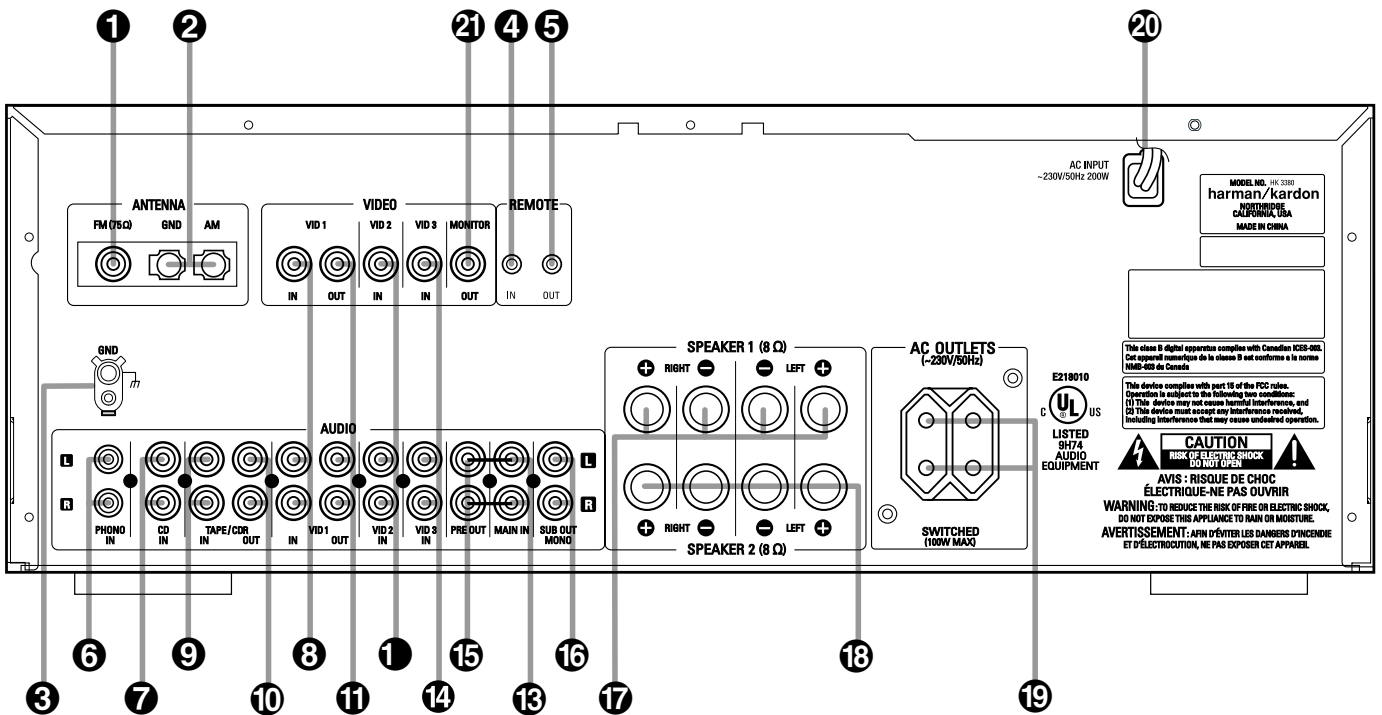 1 2 21 4 5 20
AC INPUT
~230V/50Hz 200W
MODEL NO. HK 3380
harman/kardon
NORTHRIDGE
CALIFORNIA, USA
MADE IN CHINA
ANTENNA
FM (75Ω) GND AM
VIDEO
VID 1 VID 2 VID 3 MONITOR
IN OUT IN IN OUT
REMOTE
IN OUT
GND
SPEAKER 1 (8 Ω)
+ RIGHT − − LEFT +
+ RIGHT − − LEFT +
SPEAKER 2 (8 Ω)
AC OUTLETS
(~230V/50Hz)
SWITCHED
(100W MAX)
E218010
C UL ® US
LISTED
9H74
AUDIO
EQUIPMENT
This class B digital apparatus complies with Canadian ICES-003.
Cet appareil numerique de la classe B est conforme a la norme
NMB-003 du Canada
This device complies with part 15 of the FCC rules.
Operation is subject to the following two conditions:
(1) This device may not cause harmful interference, and
(2) This device must accept any interference received,
including interference that may cause undesired operation.
CAUTION
RISK OF ELECTRIC SHOCK
DO NOT OPEN
AVIS : RISQUE DE CHOC
ÉLECTRIQUE-NE PAS OUVRIR
WARNING : TO REDUCE THE RISK OF FIRE OR ELECTRIC SHOCK,
DO NOT EXPOSE THIS APPLIANCE TO RAIN OR MOISTURE.
AVERTISSEMENT : AFIN D'ÉVITER LES DANGERS D'INCENDIE
ET D'ÉLECTROCUTION, NE PAS EXPOSER CET APPAREIL
AUDIO
L L
R R
PHONO CD TAPE/CDR VID 1 VID 2 VID 3 PRE OUT MAIN IN SUB OUT
IN IN IN OUT IN OUT IN IN MONO
6 9 8 1 15 16 18
3 7 10 11 14 13 17 19